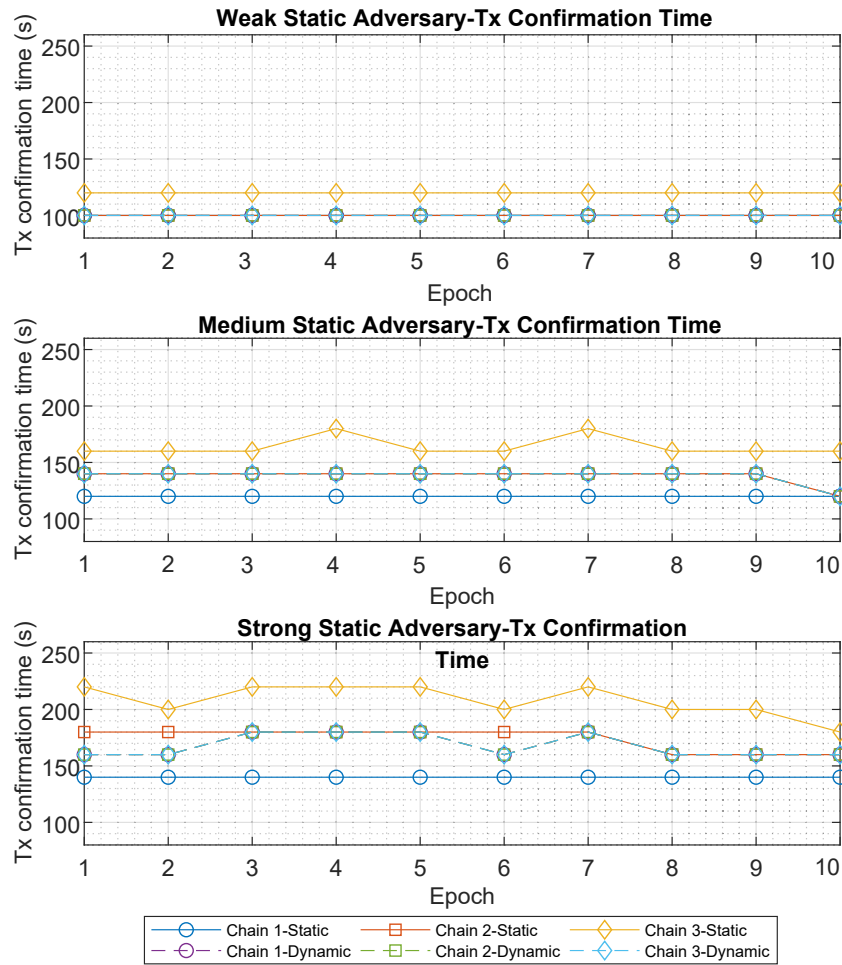 Weak Static Adversary-Tx Confirmation Time
Tx confirmation time (s)
250
200
150
100
1 2 3 4 5 6 7 8 9 10
Epoch
Medium Static Adversary-Tx Confirmation Time
Tx confirmation time (s)
250
200
150
100
1 2 3 4 5 6 7 8 9 10
Epoch
Strong Static Adversary-Tx Confirmation
Time
Tx confirmation time (s)
250
200
150
100
1 2 3 4 5 6 7 8 9 10
Epoch
Chain 1-Static Chain 2-Static Chain 3-Static
Chain 1-Dynamic Chain 2-Dynamic Chain 3-Dynamic